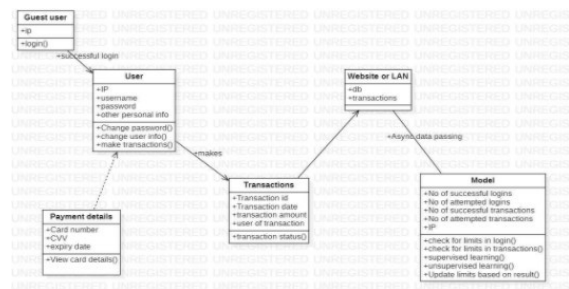 Guest user
+ip
+login()
+successful login
User
+IP
+username
+password
+other personal info
+Change password()
+change user info()
+make transactions()
+makes
Payment details
+Card number
+CVV
+expiry date
+View card details()
Transactions
+Transaction id
+Transaction date
+transaction amount
+user of transaction
+transaction status()
Website or LAN
+db
+transactions
+Async data passing
Model
+No of successful logins
+No of attempted logins
+No of successful transactions
+No of attempted transactions
+IP
+check for limits in login()
+check for limits in transactions()
+supervised learning()
+unsupervised learning()
+Update limits based on result()
UNREGISTERED